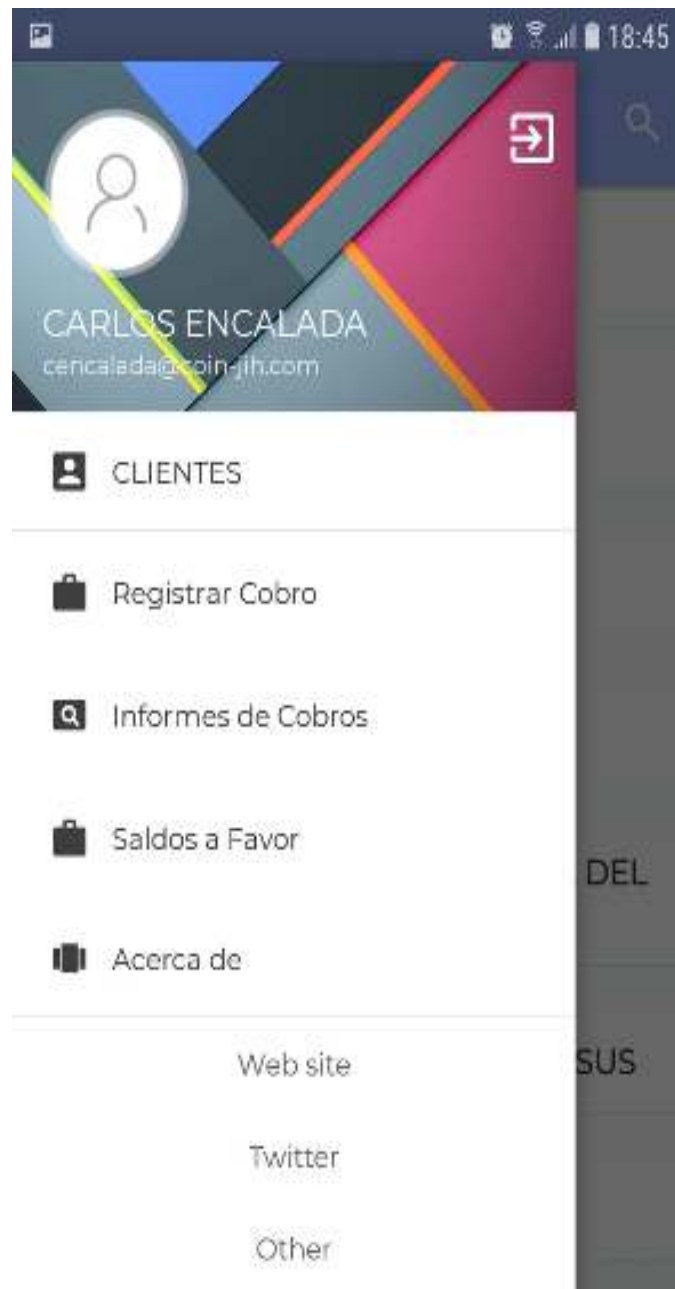 18:45
CARLOS ENCALADA
cencalada@coin-jih.com
CLIENTES
Registrar Cobro
Informes de Cobros
Saldos a Favor
DEL
Acerca de
Web site
SUS
Twitter
Other